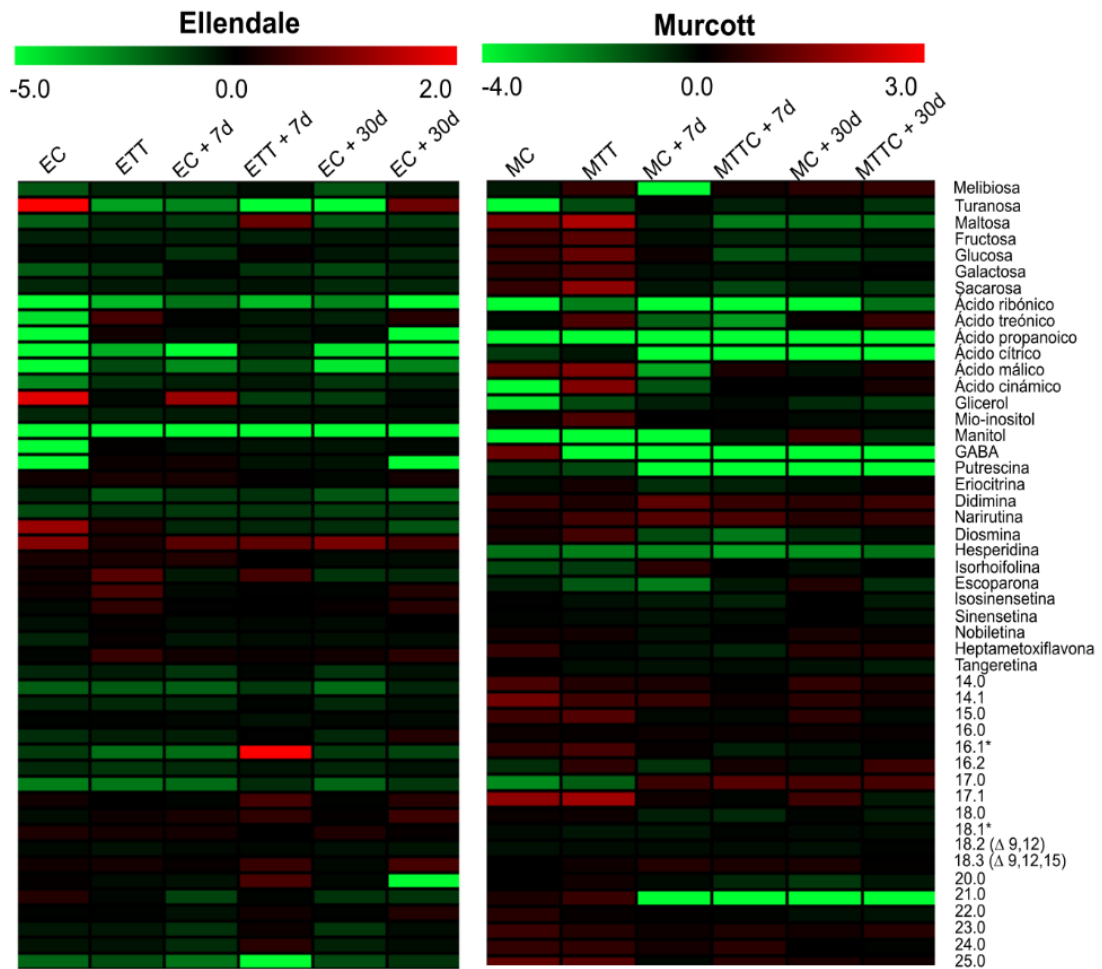 Ellendale
Murcott
-5.0 0.0 2.0
-4.0 0.0 3.0
EC ETT EC + 7d ETT + 7d EC + 30d EC + 30d
MC MTT MC + 7d MTTC + 7d MC + 30d MTTC + 30d
Melibiosa
Turanosa
Maltosa
Fructosa
Glucosa
Galactosa
Sacarosa
Ácido ribónico
Ácido treónico
Ácido propanoico
Ácido cítrico
Ácido málico
Ácido cinámico
Glicerol
Mio-inositol
Manitol
GABA
Putrescina
Eriocitrina
Didimina
Narirutina
Diosmina
Hesperidina
Isorhoifolina
Escoparona
Isosinensetina
Sinensetina
Nobiletina
Heptametoxiflavona
Tangeretina
14.0
14.1
15.0
16.0
16.1*
16.2
17.0
17.1
18.0
18.1*
18.2 (Δ 9,12)
18.3 (Δ 9,12,15)
20.0
21.0
22.0
23.0
24.0
25.0